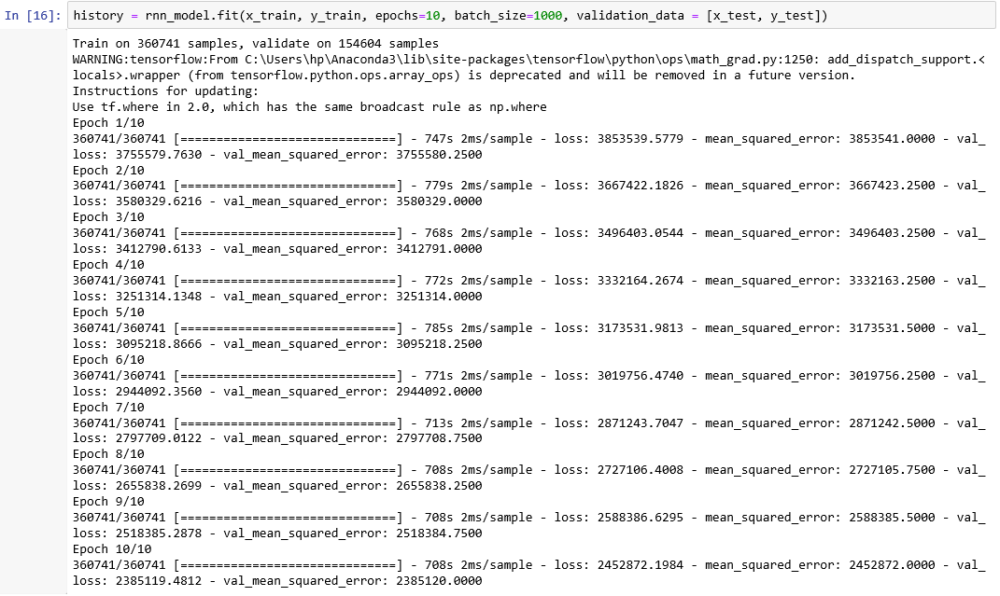 In [16]: history = rnn_model.fit(x_train, y_train, epochs=10, batch_size=1000, validation_data = [x_test, y_test])
Train on 360741 samples, validate on 154604 samples
WARNING:tensorflow:From C:\Users\hp\Anaconda3\lib\site-packages\tensorflow\python\ops\math_grad.py:1250: add_dispatch_support.<
locals>.wrapper (from tensorflow.python.ops.array_ops) is deprecated and will be removed in a future version.
Instructions for updating:
Use tf.where in 2.0, which has the same broadcast rule as np.where
Epoch 1/10
360741/360741 [==============================] - 747s 2ms/sample - loss: 3853539.5779 - mean_squared_error: 3853541.0000 - val_
loss: 3755579.7630 - val_mean_squared_error: 3755580.2500
Epoch 2/10
360741/360741 [==============================] - 779s 2ms/sample - loss: 3667422.1826 - mean_squared_error: 3667423.2500 - val_
loss: 3580329.6216 - val_mean_squared_error: 3580329.0000
Epoch 3/10
360741/360741 [==============================] - 768s 2ms/sample - loss: 3496403.0544 - mean_squared_error: 3496403.2500 - val_
loss: 3412790.6133 - val_mean_squared_error: 3412791.0000
Epoch 4/10
360741/360741 [==============================] - 772s 2ms/sample - loss: 3332164.2674 - mean_squared_error: 3332163.2500 - val_
loss: 3251314.1348 - val_mean_squared_error: 3251314.0000
Epoch 5/10
360741/360741 [==============================] - 785s 2ms/sample - loss: 3173531.9813 - mean_squared_error: 3173531.5000 - val_
loss: 3095218.8666 - val_mean_squared_error: 3095218.2500
Epoch 6/10
360741/360741 [==============================] - 771s 2ms/sample - loss: 3019756.4740 - mean_squared_error: 3019756.2500 - val_
loss: 2944092.3560 - val_mean_squared_error: 2944092.0000
Epoch 7/10
360741/360741 [==============================] - 713s 2ms/sample - loss: 2871243.7047 - mean_squared_error: 2871242.5000 - val_
loss: 2797709.0122 - val_mean_squared_error: 2797708.7500
Epoch 8/10
360741/360741 [==============================] - 708s 2ms/sample - loss: 2727106.4008 - mean_squared_error: 2727105.7500 - val_
loss: 2655838.2699 - val_mean_squared_error: 2655838.2500
Epoch 9/10
360741/360741 [==============================] - 708s 2ms/sample - loss: 2588386.6295 - mean_squared_error: 2588385.5000 - val_
loss: 2518385.2878 - val_mean_squared_error: 2518384.7500
Epoch 10/10
360741/360741 [==============================] - 708s 2ms/sample - loss: 2452872.1984 - mean_squared_error: 2452872.0000 - val_
loss: 2385119.4812 - val_mean_squared_error: 2385120.0000